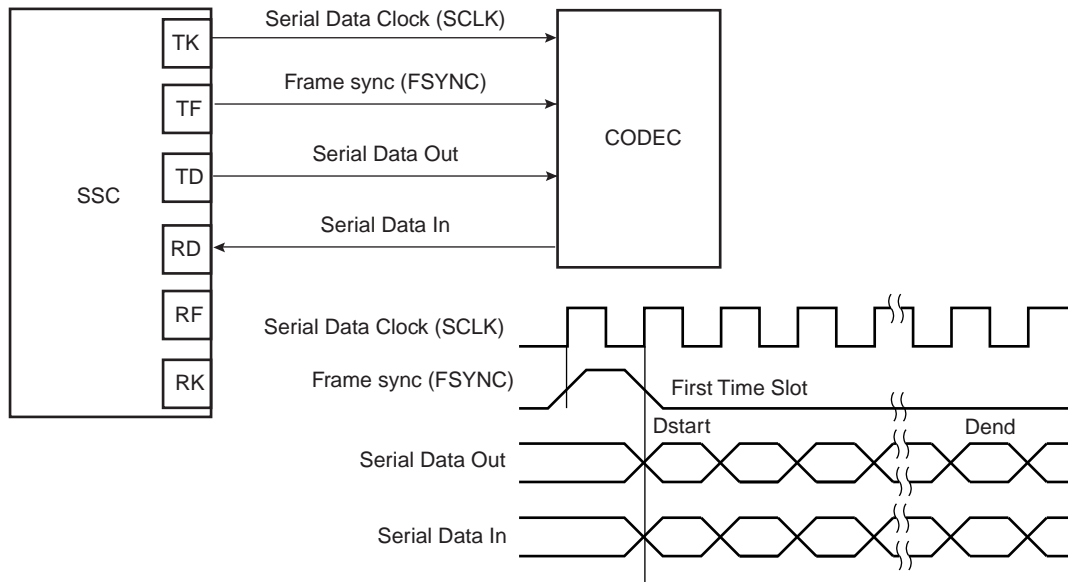 SSC
TK
TF
TD
RD
RF
RK
Serial Data Clock (SCLK)
Frame sync (FSYNC)
Serial Data Out
Serial Data In
CODEC
Serial Data Clock (SCLK)
Frame sync (FSYNC)
First Time Slot
Dstart
Dend
Serial Data Out
Serial Data In